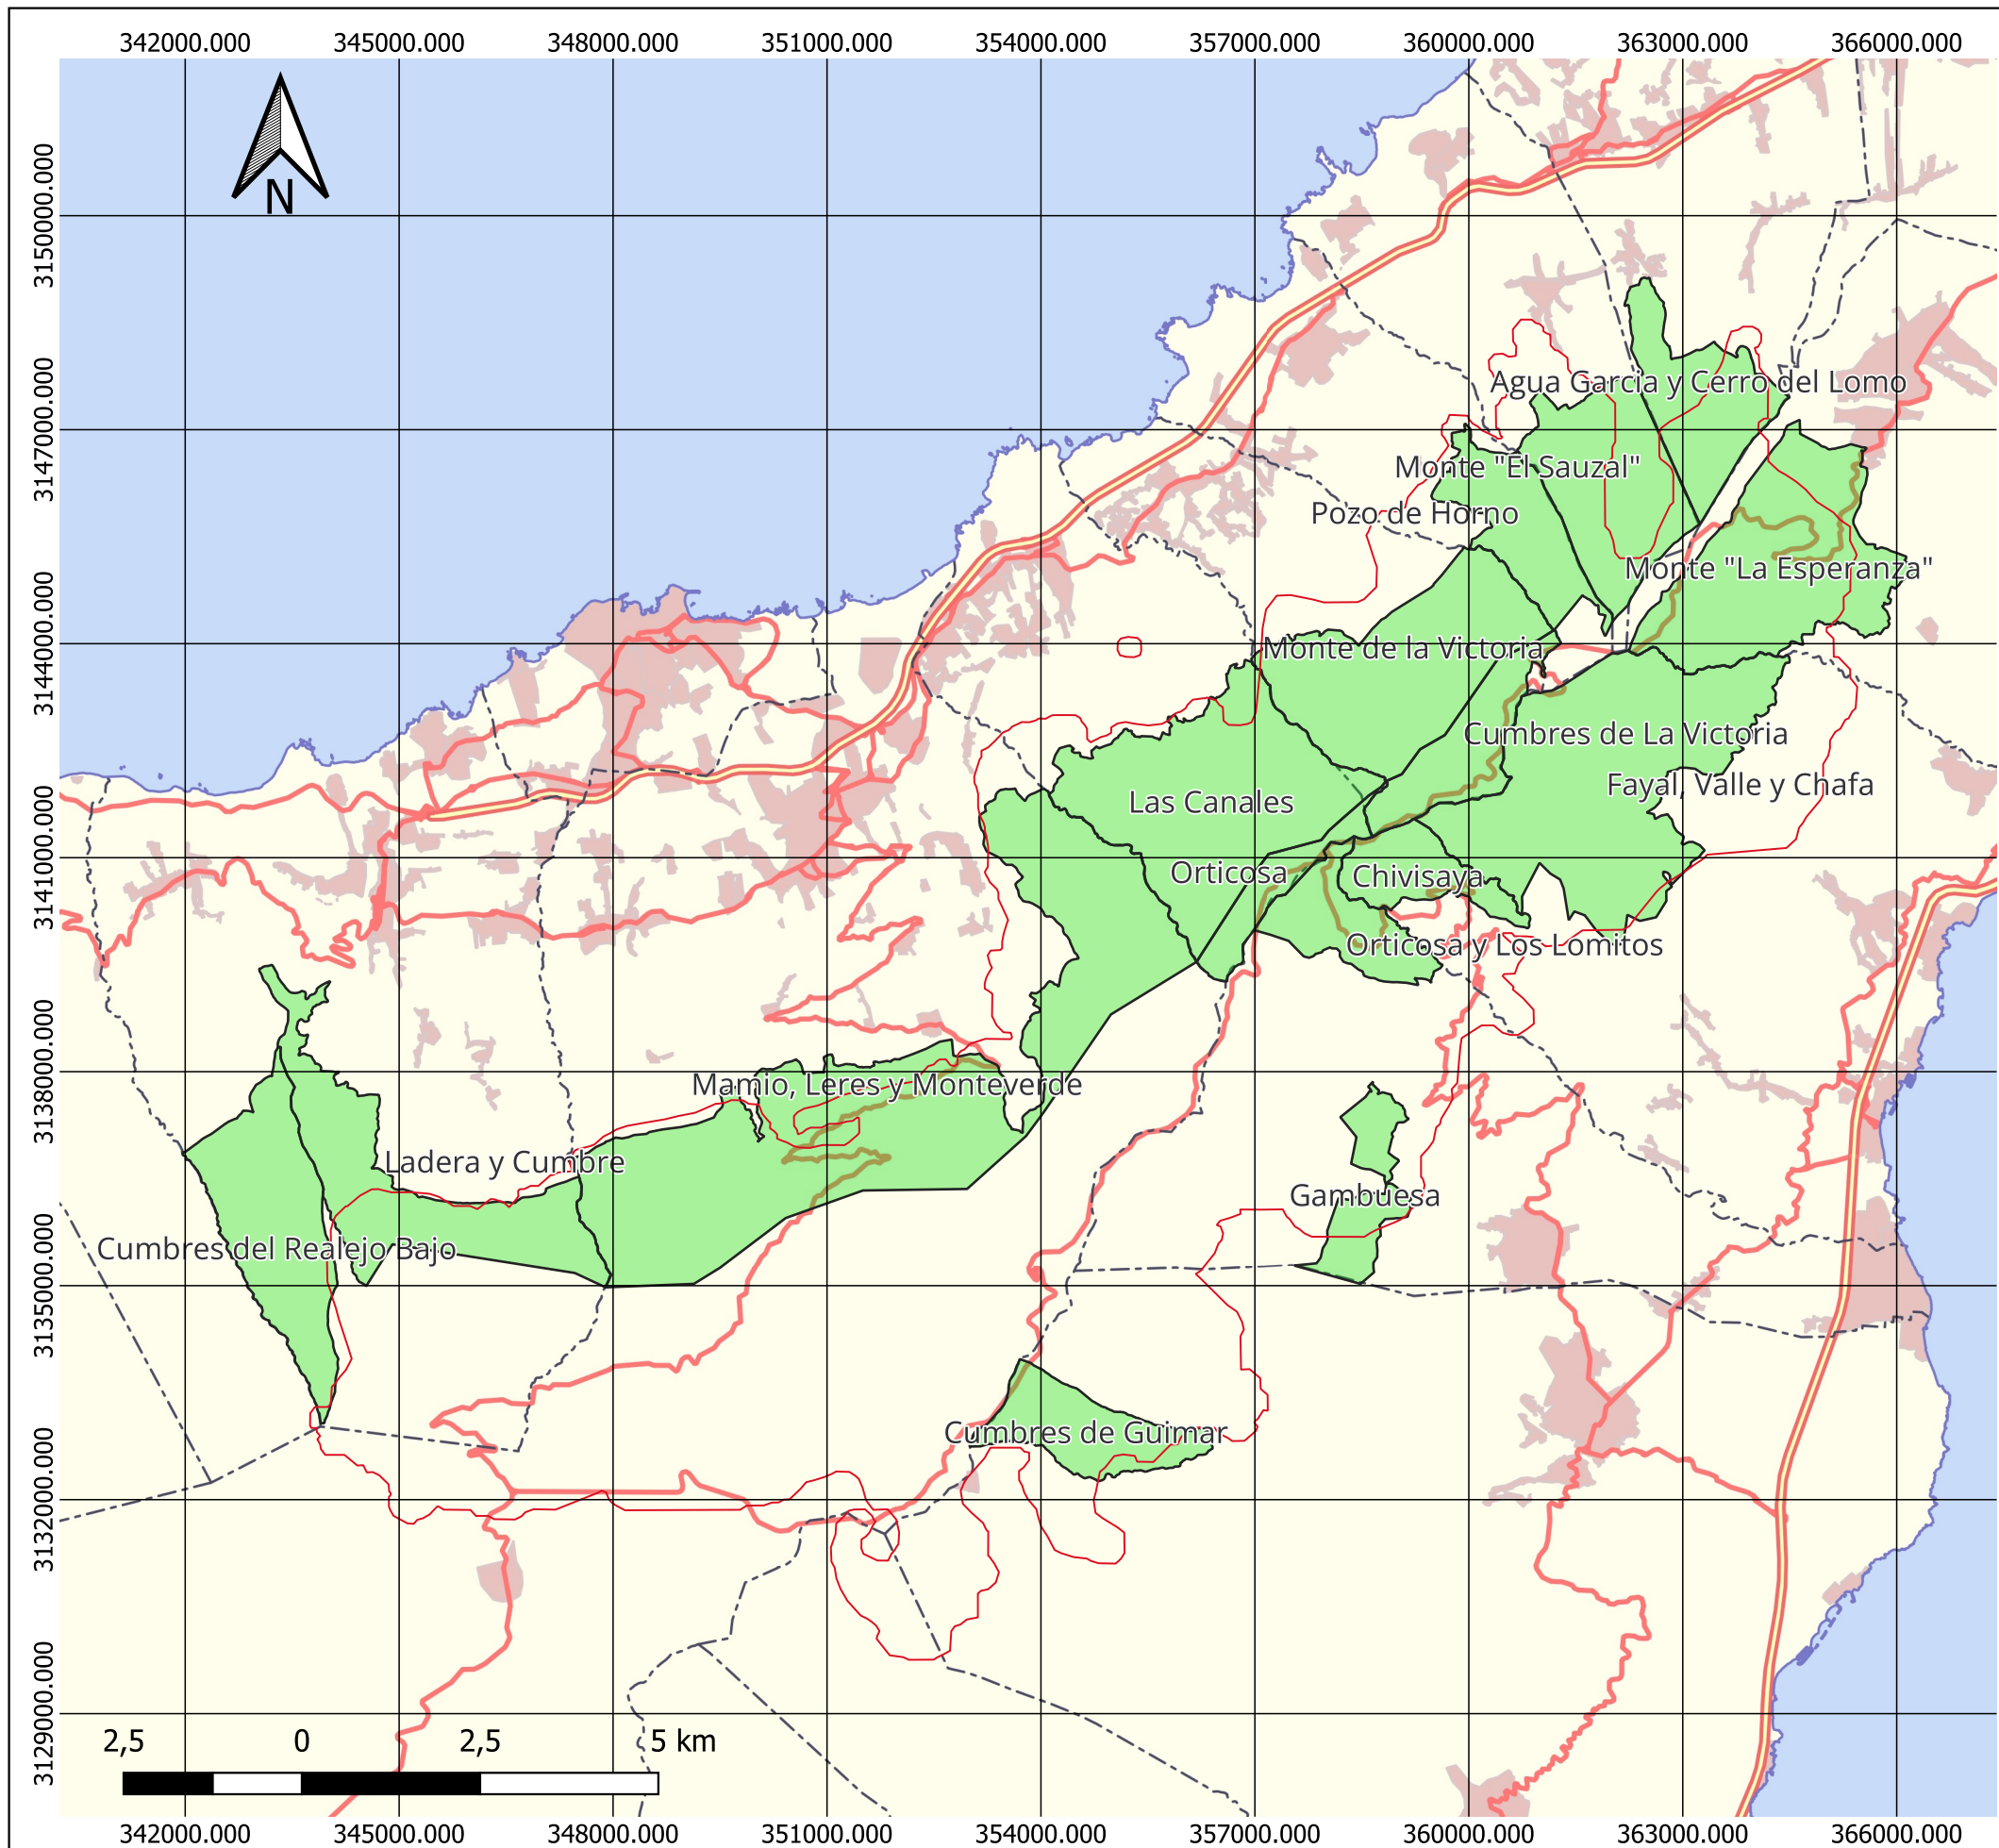 342000.000 345000.000 348000.000 351000.000 354000.000 357000.000 360000.000 363000.000 366000.000
N
3150000.000
3147000.000
3144000.000
3141000.000
3138000.000
3135000.000
3132000.000
3129000.000
Agua Garcia y Cerro del Lomo
Monte "El Sauzal"
Pozo de Horno
Monte "La Esperanza"
Monte de la Victoria
Cumbres de La Victoria
Fayal, Valle y Chafa
Las Canales
Orticosa
Chivisaya
Orticosa y Los Lomitos
Mamio, Leres y Monteverde
Ladera y Cumbre
Gambuesa
Cumbres del Realejo Bajo
Cumbres de Guimar
2,5 0 2,5 5 km
342000.000 345000.000 348000.000 351000.000 354000.000 357000.000 360000.000 363000.000 366000.000